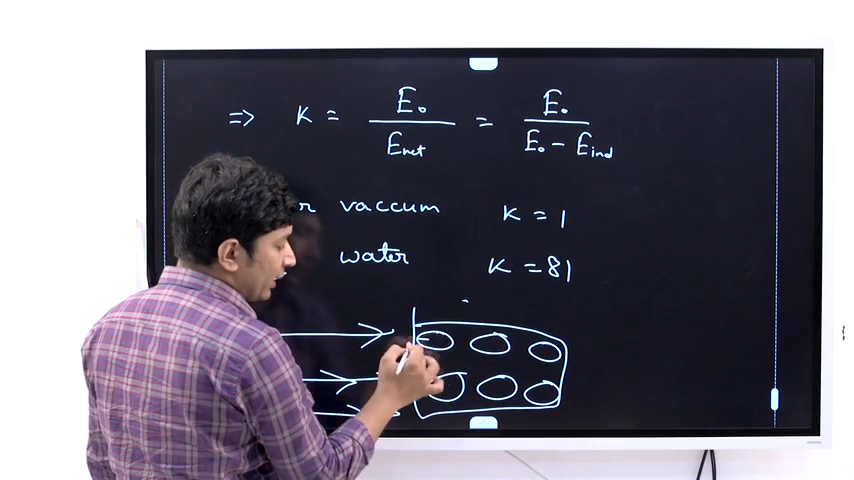 ⇒ K = E₀ / Enet = E₀ / E₀ - Eind
vaccum K = 1
water K = 81